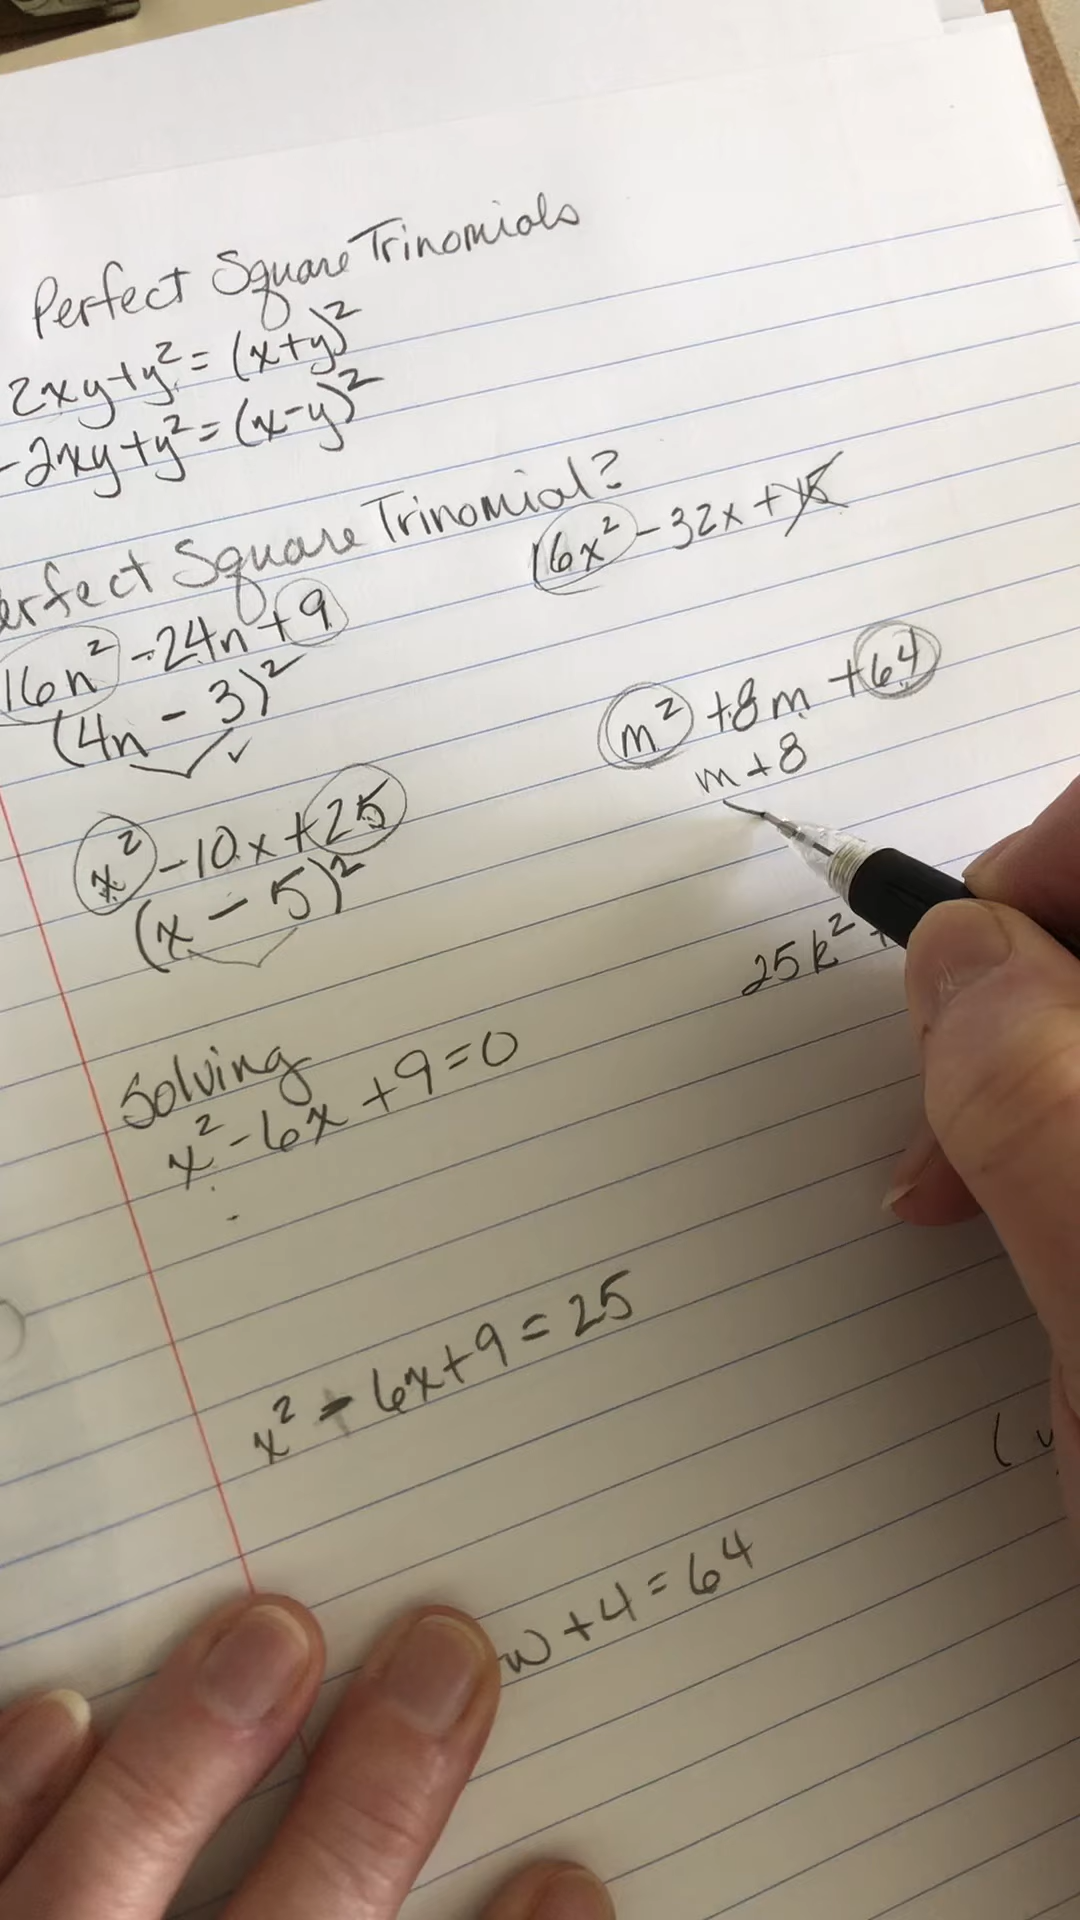 Perfect Square Trinomials
2xy+y²=(x+y)²
-2xy+y²=(x-y)²
erfect Square Trinomial?
16x²-32x+15
16n²-24n+9
(4n-3)²
m²+8m+64
m+8
x²-10x+25
(x-5)²
25k²+
Solving
x²-6x+9=0
x²-6x+9=25
(
w+4=64